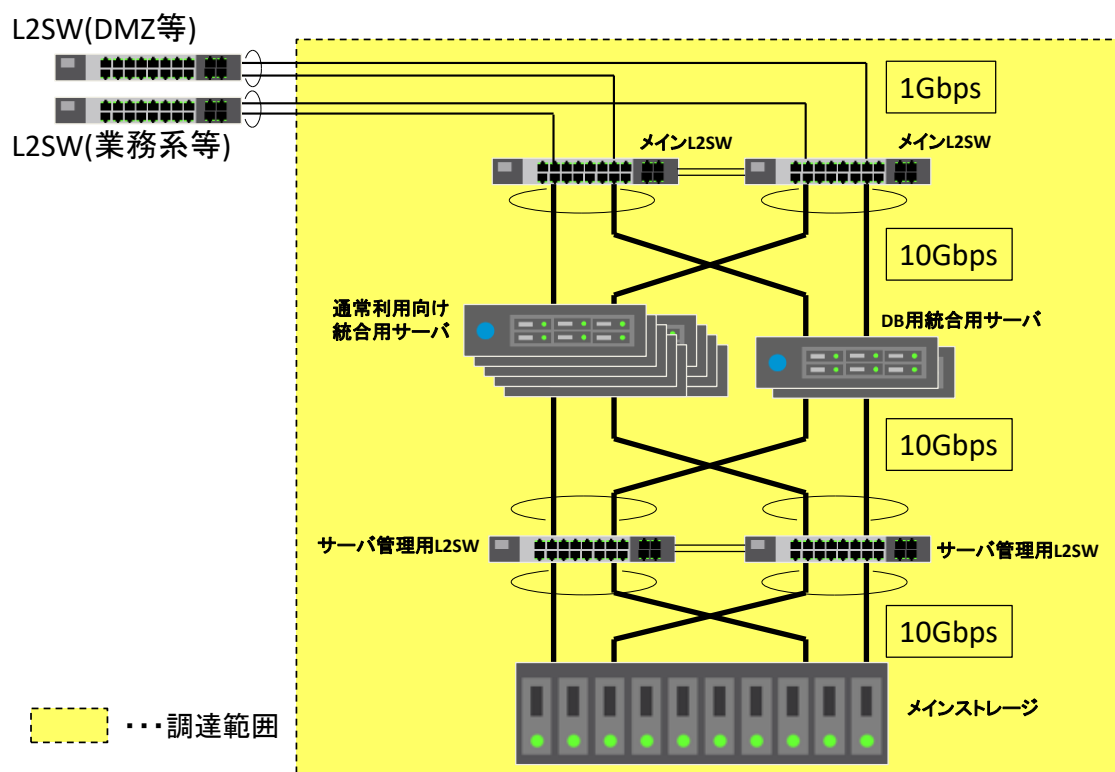 L2SW(DMZ等)
L2SW(業務系等)
1Gbps
メインL2SW
メインL2SW
10Gbps
通常利用向け
統合用サーバ
DB用統合用サーバ
10Gbps
サーバ管理用L2SW
サーバ管理用L2SW
10Gbps
メインストレージ
･･･調達範囲